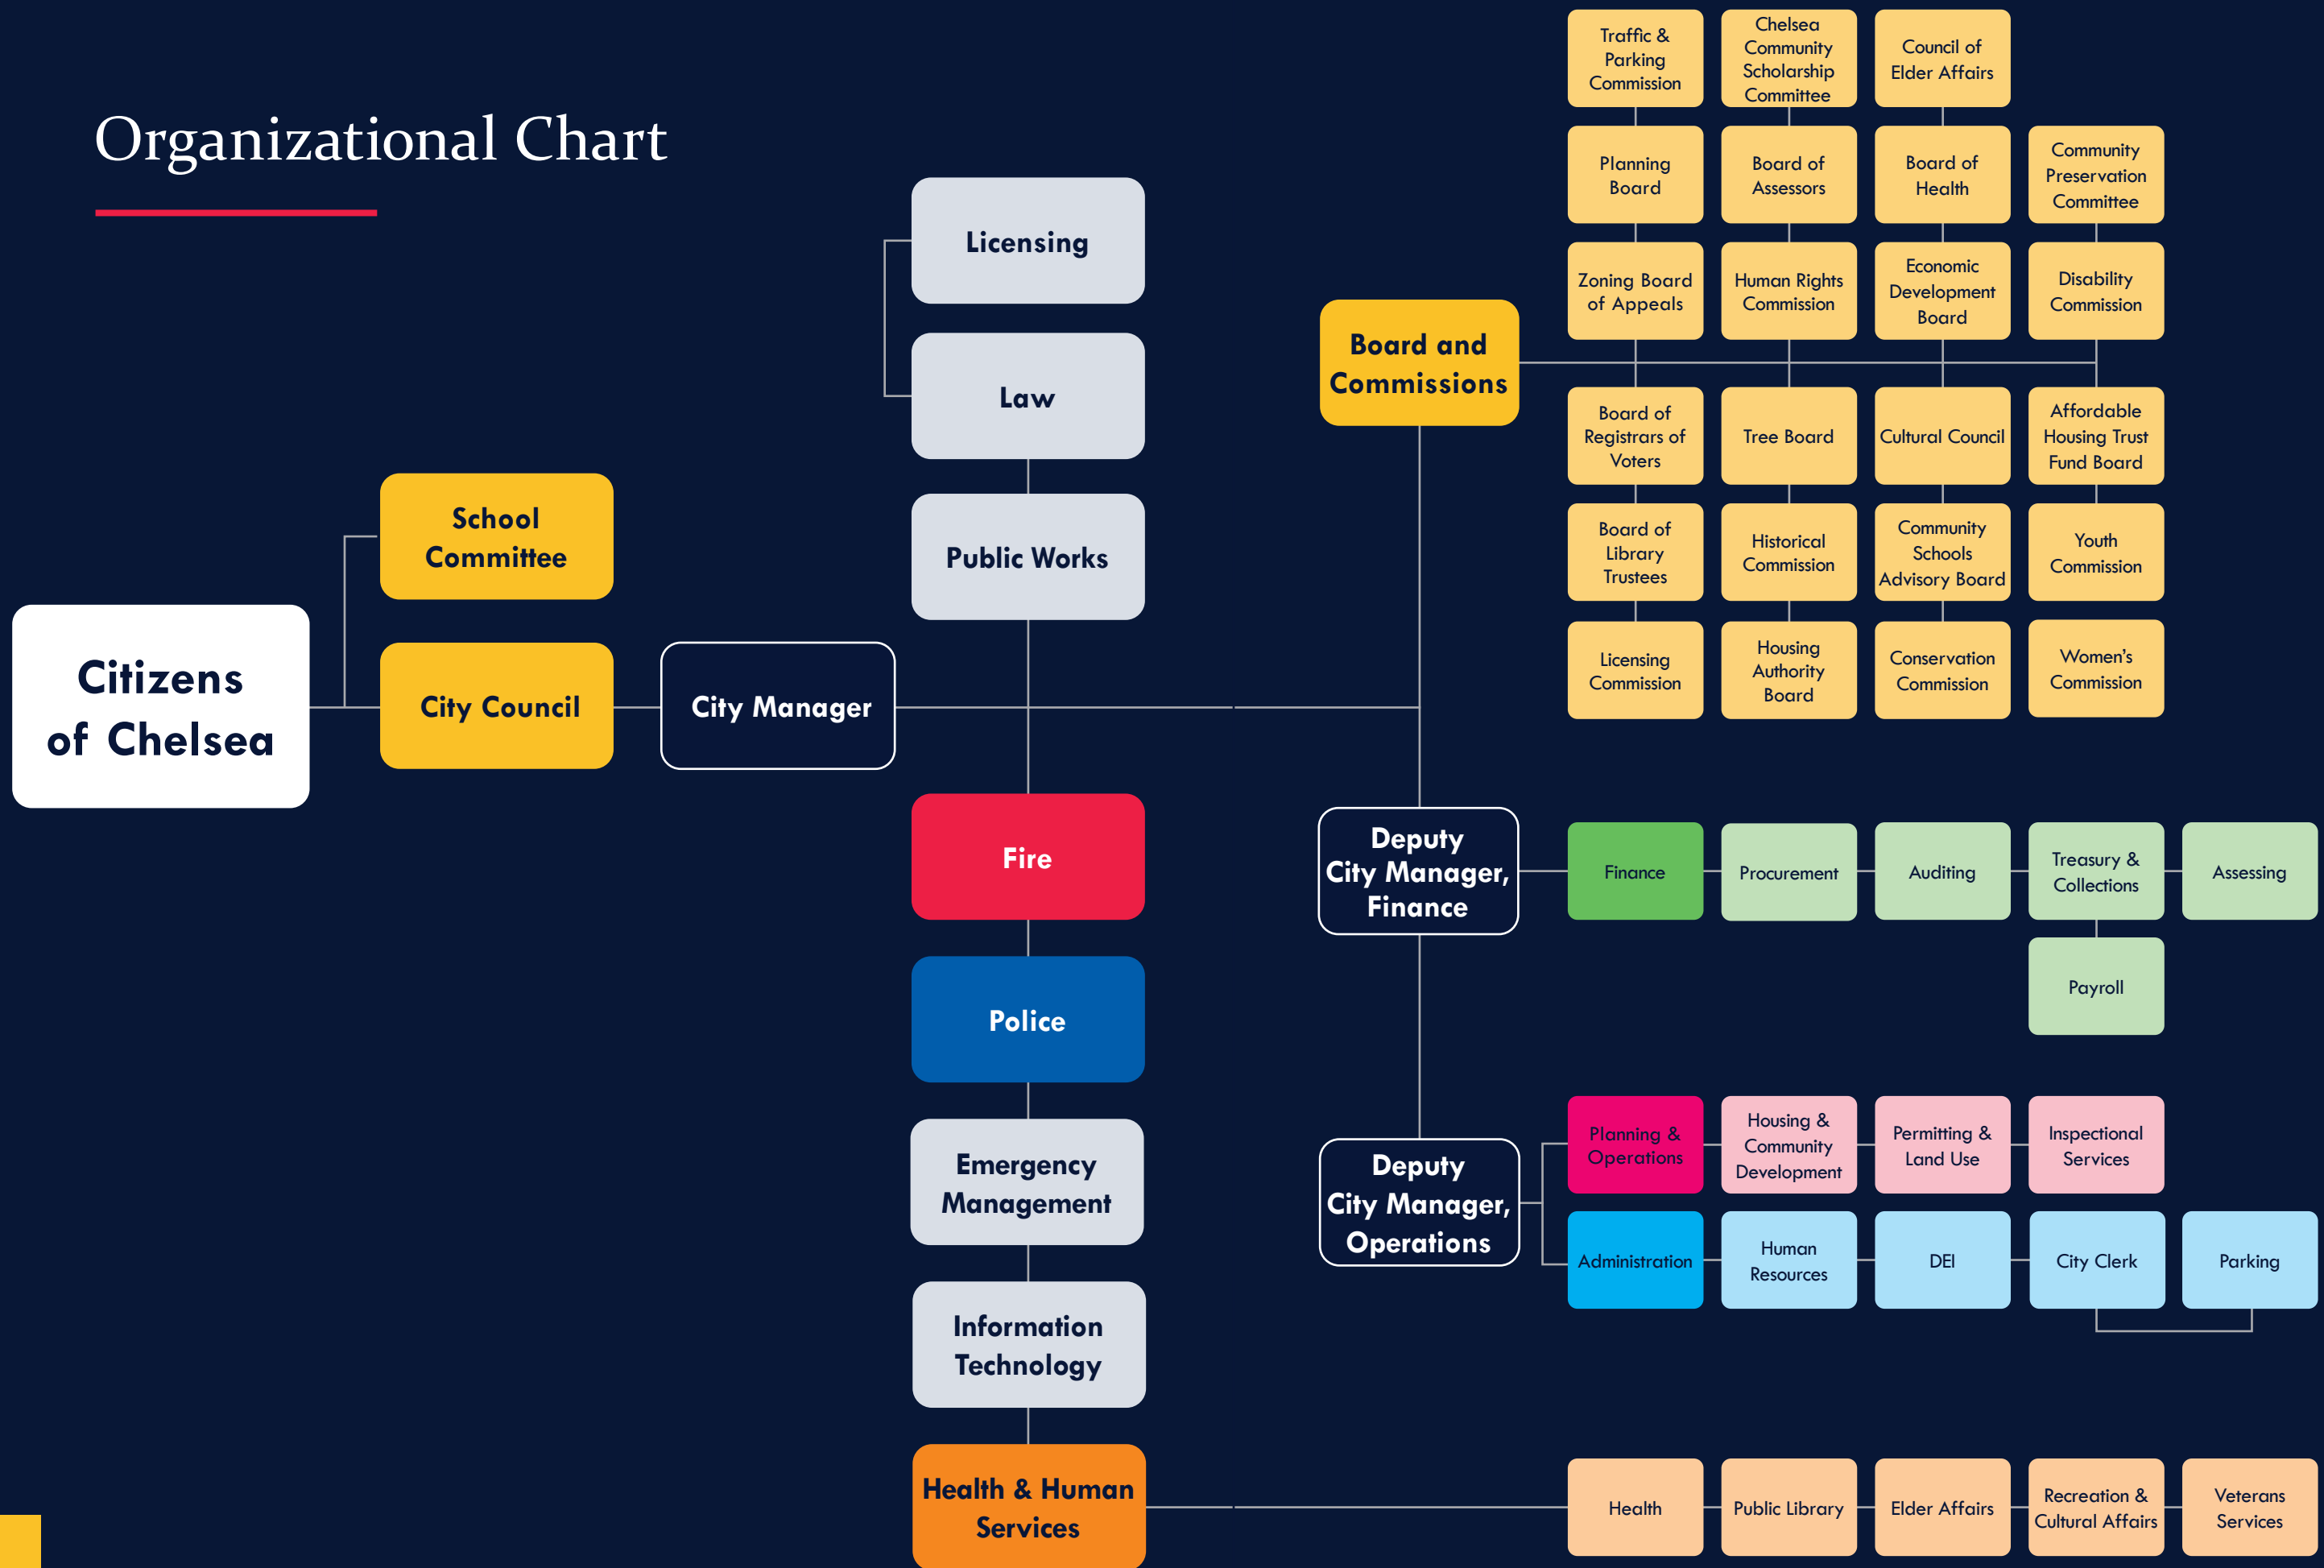 Organizational Chart
Citizens
of Chelsea
School
Committee
City Council
City Manager
Licensing
Law
Public Works
Fire
Police
Emergency
Management
Information
Technology
Health & Human
Services
Board and
Commissions
Traffic &
Parking
Commission
Chelsea
Community
Scholarship
Committee
Council of
Elder Affairs
Planning
Board
Board of
Assessors
Board of
Health
Community
Preservation
Committee
Zoning Board
of Appeals
Human Rights
Commission
Economic
Development
Board
Disability
Commission
Board of
Registrars of
Voters
Tree Board
Cultural Council
Affordable
Housing Trust
Fund Board
Board of
Library
Trustees
Historical
Commission
Community
Schools
Advisory Board
Youth
Commission
Licensing
Commission
Housing
Authority
Board
Conservation
Commission
Women's
Commission
Deputy
City Manager,
Finance
Finance
Procurement
Auditing
Treasury &
Collections
Assessing
Payroll
Deputy
City Manager,
Operations
Planning &
Operations
Housing &
Community
Development
Permitting &
Land Use
Inspectional
Services
Administration
Human
Resources
DEI
City Clerk
Parking
Health
Public Library
Elder Affairs
Recreation &
Cultural Affairs
Veterans
Services